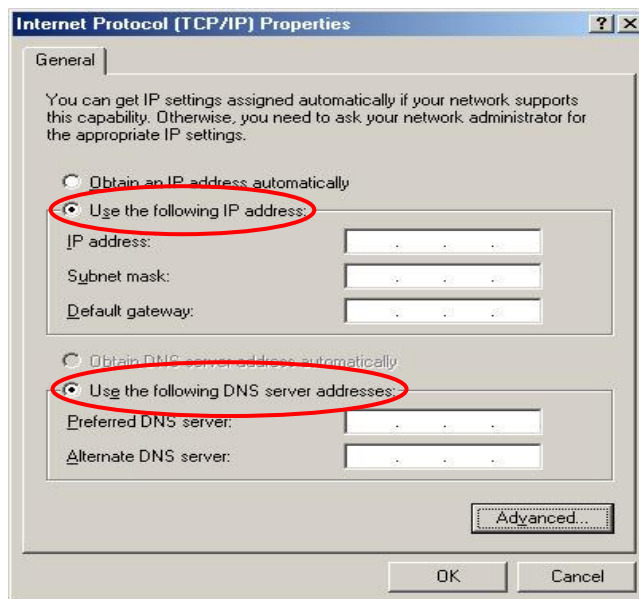 Internet Protocol (TCP/IP) Properties
General
You can get IP settings assigned automatically if your network supports
this capability. Otherwise, you need to ask your network administrator for
the appropriate IP settings.
Obtain an IP address automatically
Use the following IP address:
IP address:
Subnet mask:
Default gateway:
Obtain DNS server address automatically
Use the following DNS server addresses:
Preferred DNS server:
Alternate DNS server:
Advanced...
OK Cancel